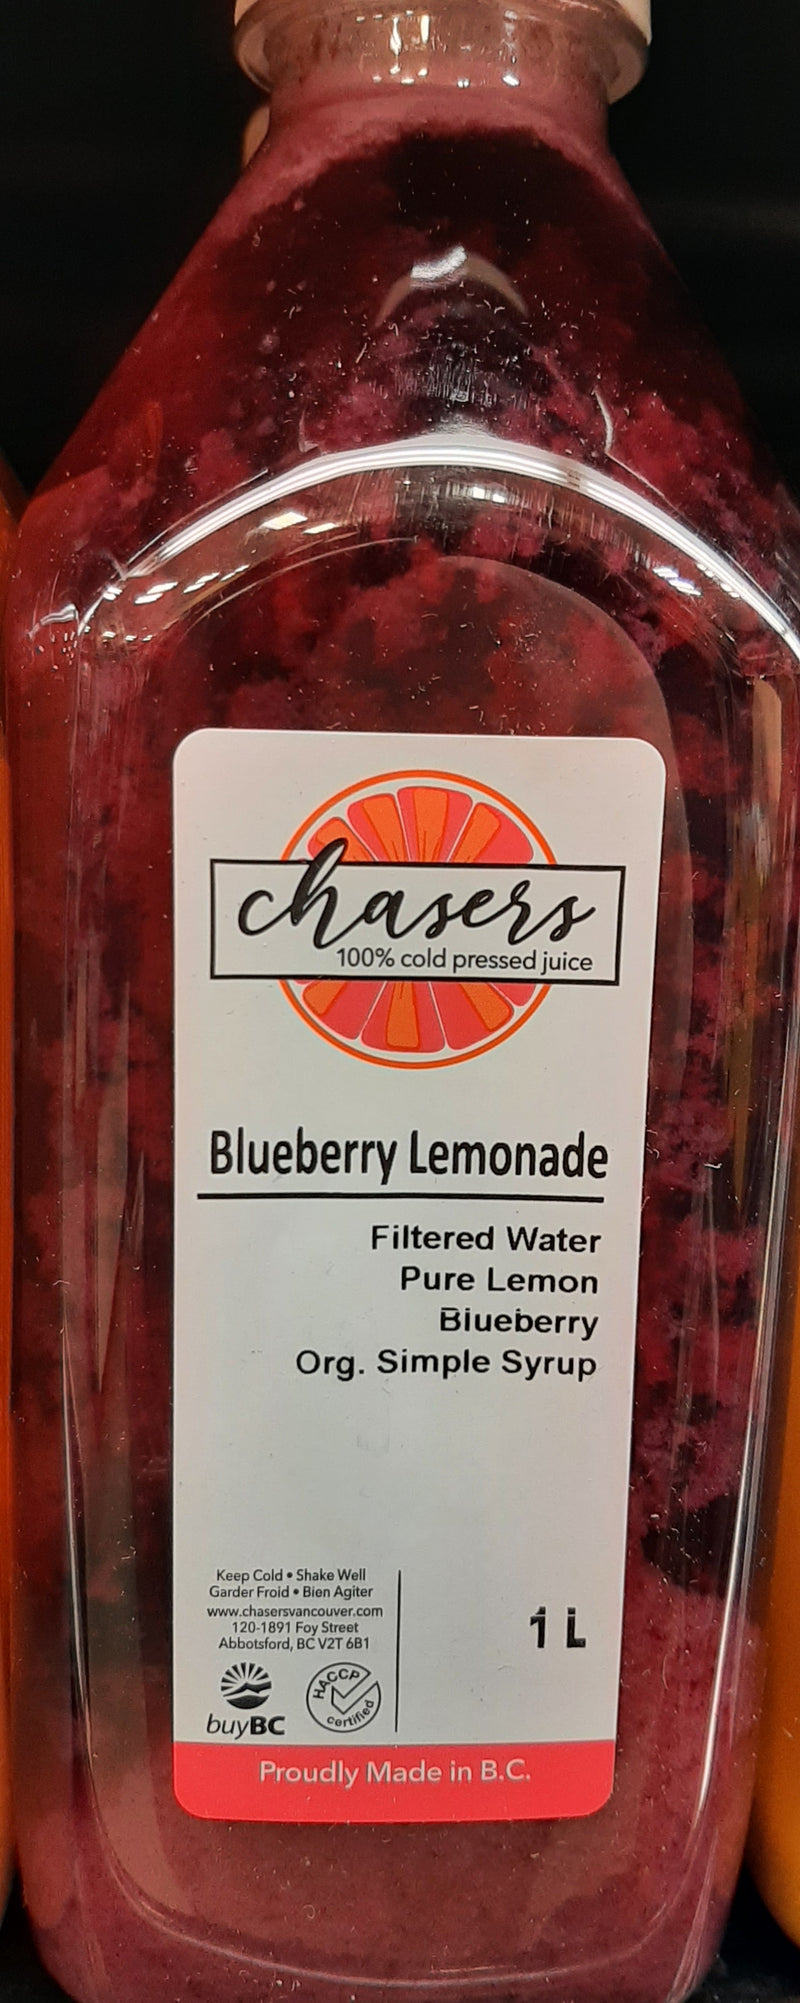 chasers
100% cold pressed juice
Blueberry Lemonade
Filtered Water
Pure Lemon
Blueberry
Org. Simple Syrup
Keep Cold • Shake Well
Garder Froid • Bien Agiter
www.chasersvancouver.com
120-1891 Foy Street
Abbotsford, BC V2T 6B1
1 L
buyBC
HACCP
certified
Proudly Made in B.C.